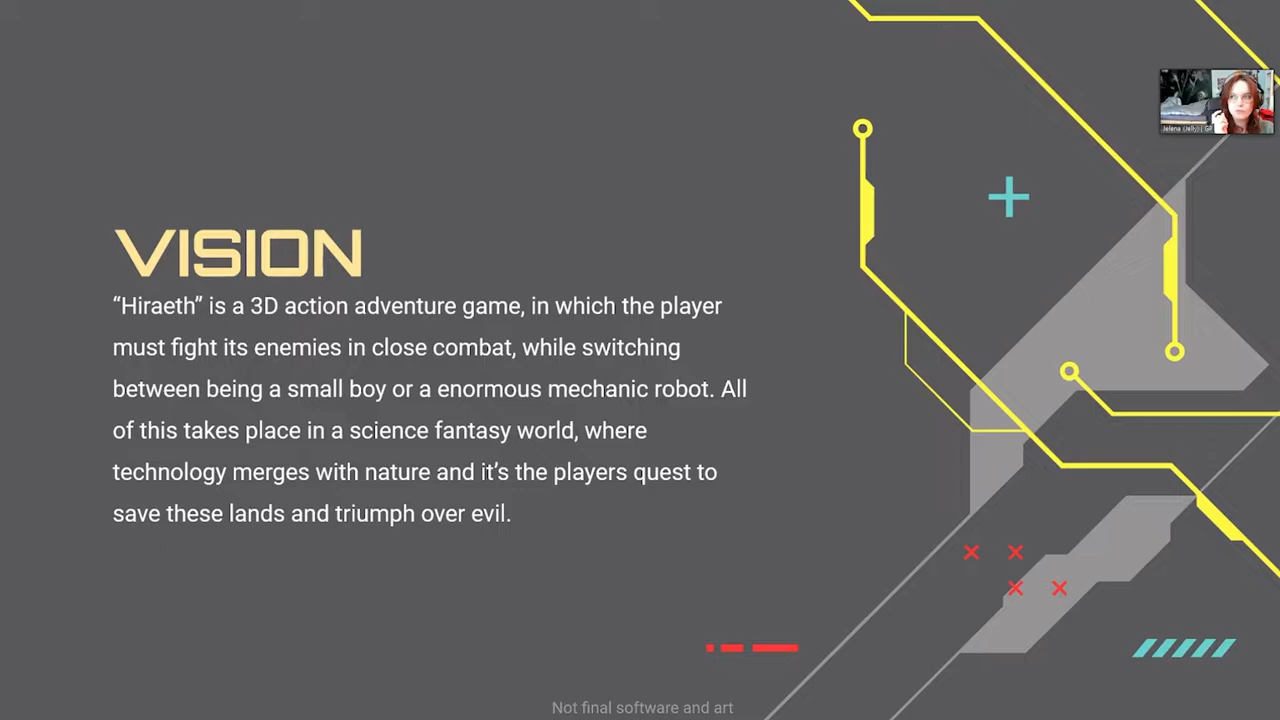 VISION
“Hiraeth” is a 3D action adventure game, in which the player
must fight its enemies in close combat, while switching
between being a small boy or a enormous mechanic robot. All
of this takes place in a science fantasy world, where
technology merges with nature and it’s the players quest to
save these lands and triumph over evil.
Jelena (Jelly) | GP
Not final software and art